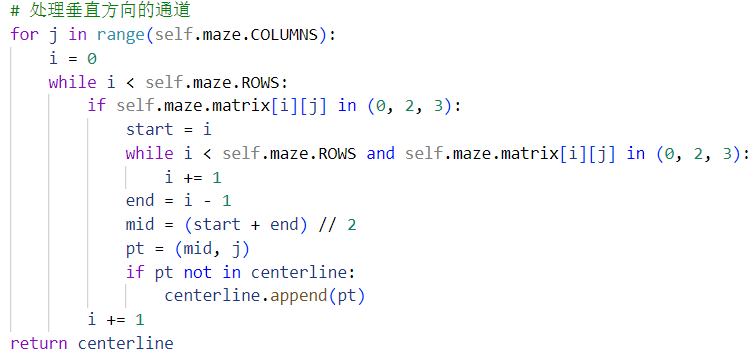 # 处理垂直方向的通道
for j in range(self.maze.COLUMNS):
    i = 0
    while i < self.maze.ROWS:
        if self.maze.matrix[i][j] in (0, 2, 3):
            start = i
            while i < self.maze.ROWS and self.maze.matrix[i][j] in (0, 2, 3):
                i += 1
            end = i - 1
            mid = (start + end) // 2
            pt = (mid, j)
            if pt not in centerline:
                centerline.append(pt)
        i += 1
return centerline